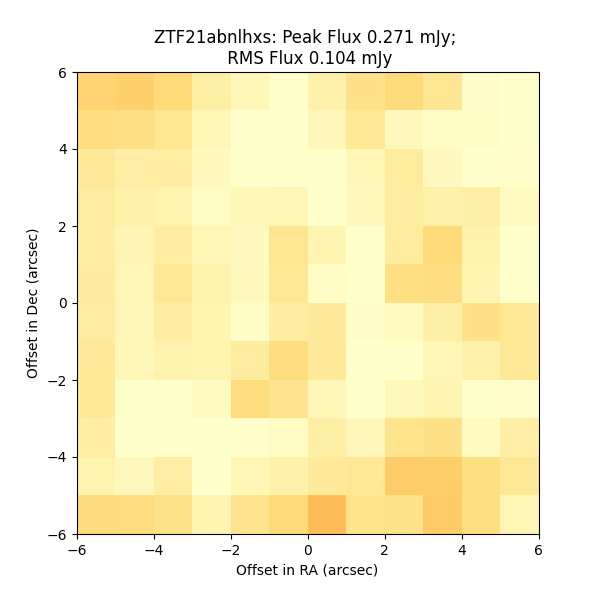 ZTF21abnlhxs: Peak Flux 0.271 mJy;
RMS Flux 0.104 mJy
6
4
2
0
−2
−4
−6
Offset in Dec (arcsec)
−6 −4 −2 0 2 4 6
Offset in RA (arcsec)